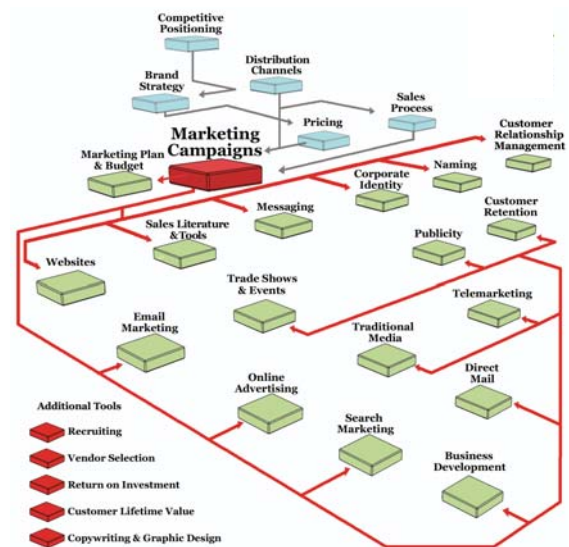 Competitive
Positioning
Distribution
Channels
Brand
Strategy
Sales
Process
Pricing
Marketing
Campaigns
Customer
Relationship
Management
Marketing Plan
& Budget
Corporate
Identity
Naming
Messaging
Customer
Retention
Sales Literature
& Tools
Publicity
Websites
Trade Shows
& Events
Telemarketing
Email
Marketing
Traditional
Media
Online
Advertising
Direct
Mail
Search
Marketing
Business
Development
Additional Tools
Recruiting
Vendor Selection
Return on Investment
Customer Lifetime Value
Copywriting & Graphic Design